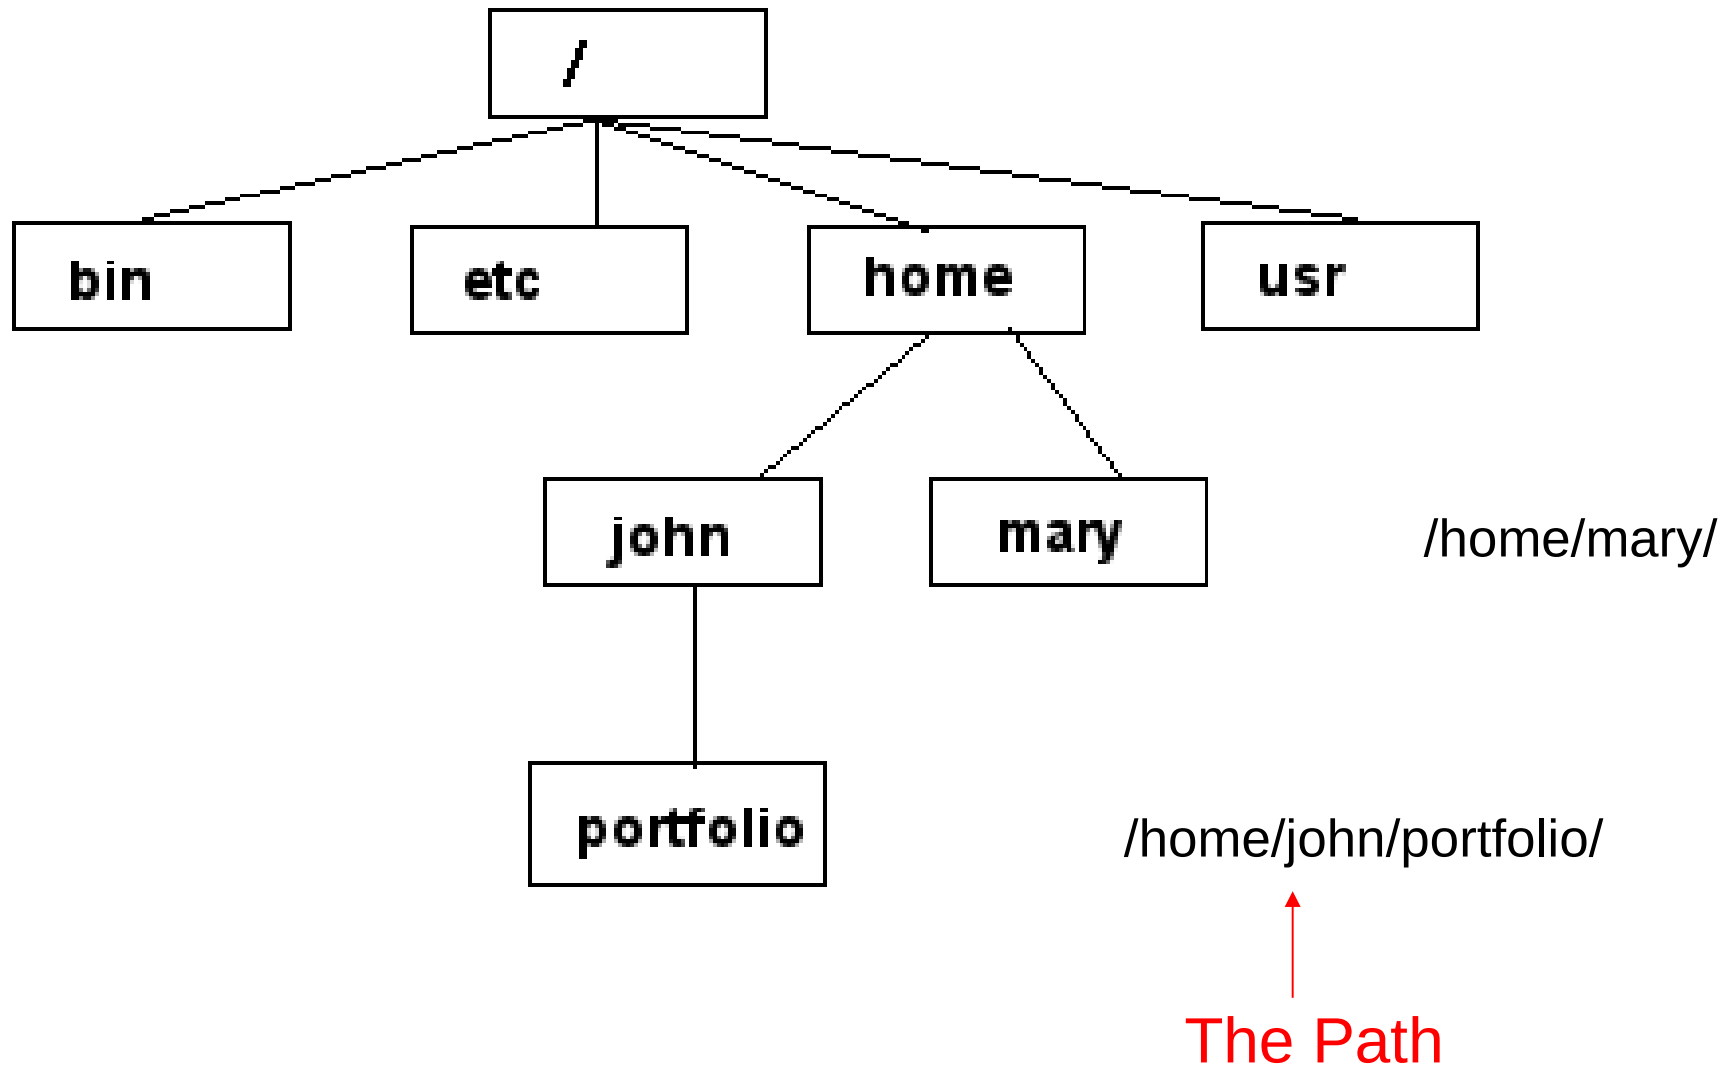 /
bin
etc
home
usr
john
mary
/home/mary/
portfolio
/home/john/portfolio/
The Path